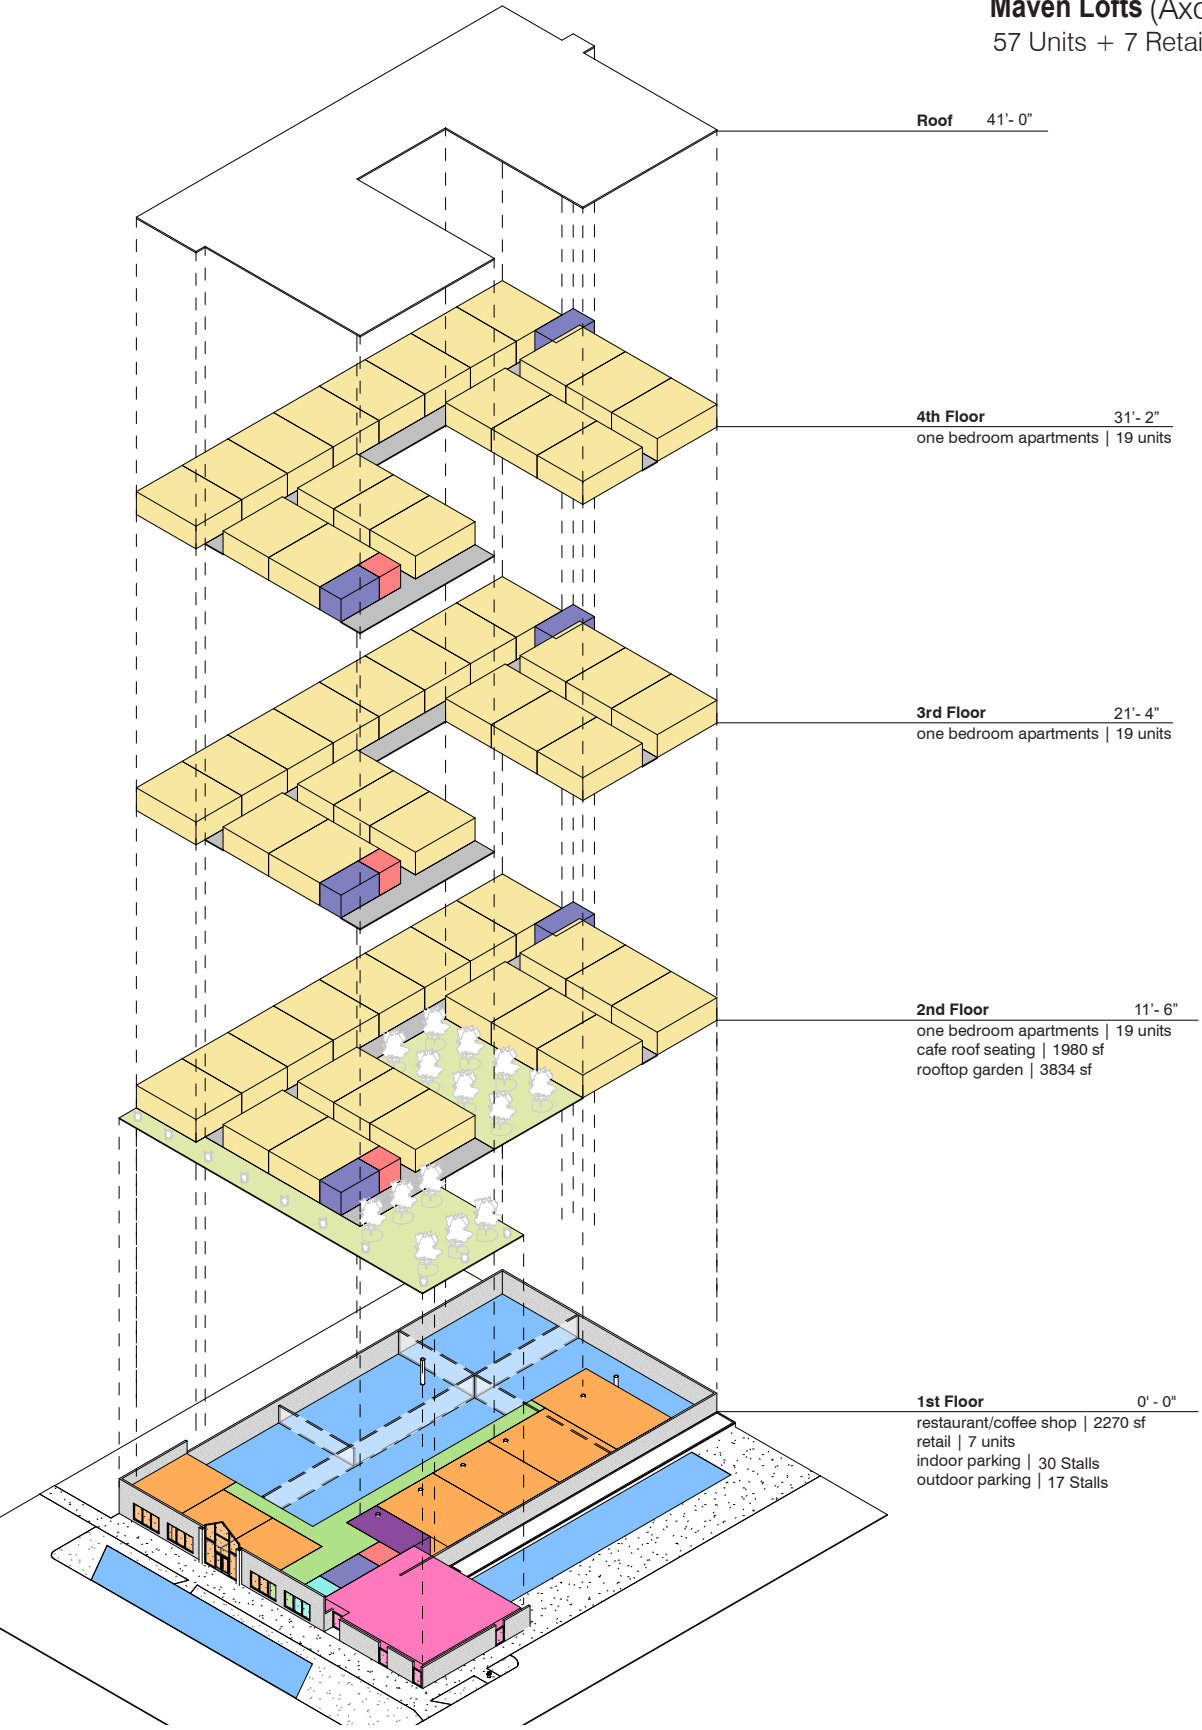 Maven Lofts
57 Units + 7 Retail
Roof 41'- 0"
4th Floor 31'- 2"
one bedroom apartments | 19 units
3rd Floor 21'- 4"
one bedroom apartments | 19 units
2nd Floor 11'- 6"
one bedroom apartments | 19 units
cafe roof seating | 1980 sf
rooftop garden | 3834 sf
1st Floor 0' - 0"
restaurant/coffee shop | 2270 sf
retail | 7 units
indoor parking | 30 Stalls
outdoor parking | 17 Stalls